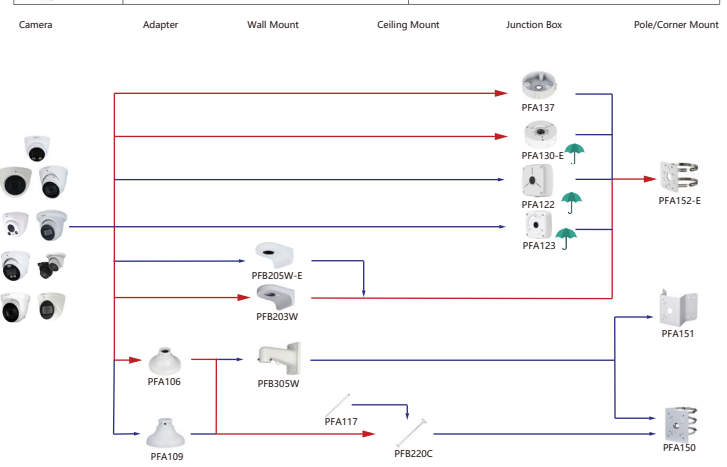 Camera Adapter Wall Mount Ceiling Mount Junction Box Pole/Corner Mount
PFA137
PFA130-E
PFA122
PFA152-E
PFA123
PFB205W-E
PFB203W
PFA151
PFA106
PFB305W
PFA117
PFA109
PFB220C
PFA150